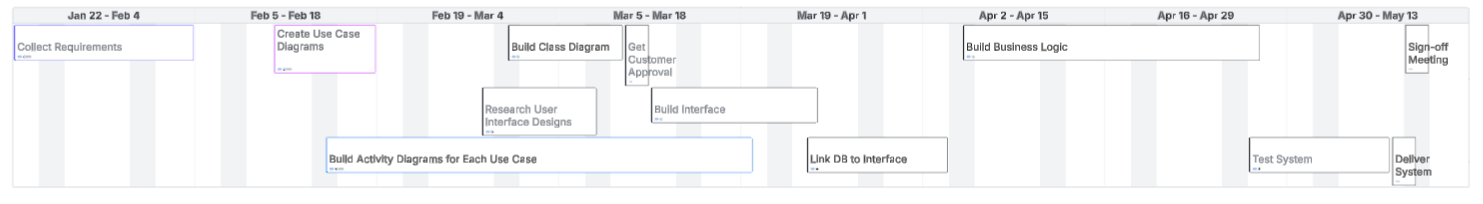 Jan 22 - Feb 4
Feb 5 - Feb 18
Feb 19 - Mar 4
Mar 5 - Mar 18
Mar 19 - Apr 1
Apr 2 - Apr 15
Apr 16 - Apr 29
Apr 30 - May 13
Collect Requirements
Create Use Case
Diagrams
Build Class Diagram
Get
Customer
Approval
Build Business Logic
Sign-off
Meeting
Research User
Interface Designs
Build Interface
Build Activity Diagrams for Each Use Case
Link DB to Interface
Test System
Deliver
System